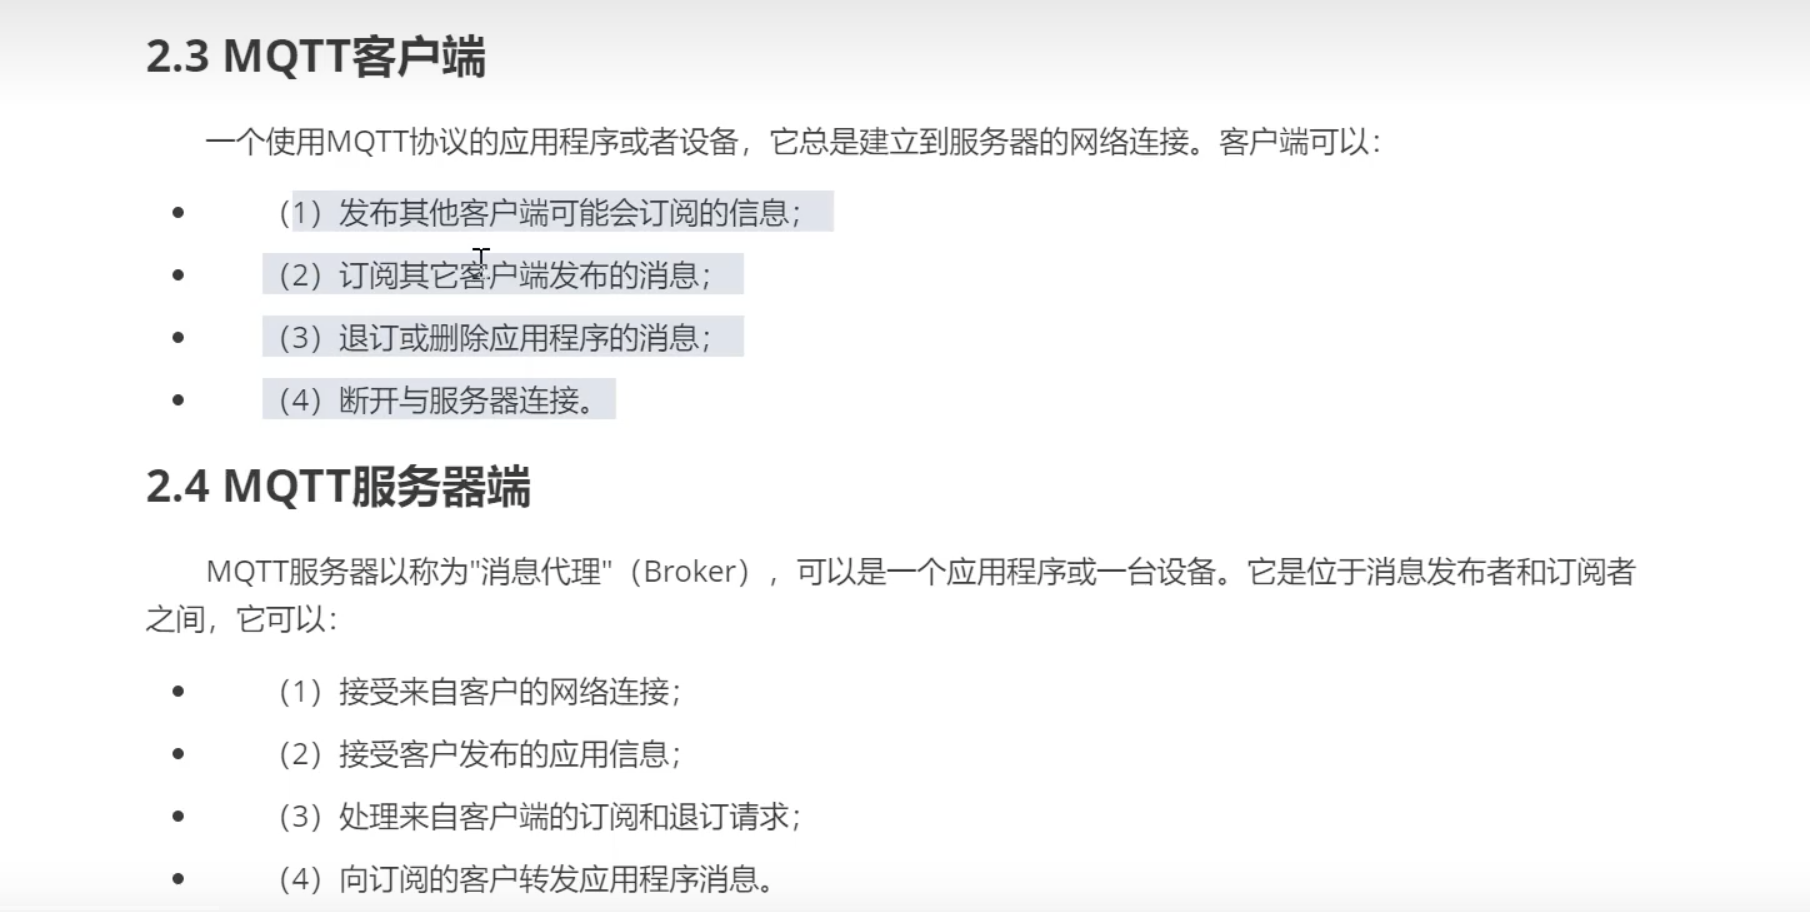 2.3 MQTT客户端
一个使用MQTT协议的应用程序或者设备，它总是建立到服务器的网络连接。客户端可以：
（1）发布其他客户端可能会订阅的信息；
（2）订阅其它客户端发布的消息；
（3）退订或删除应用程序的消息；
（4）断开与服务器连接。
2.4 MQTT服务器端
MQTT服务器以称为"消息代理"（Broker），可以是一个应用程序或一台设备。它是位于消息发布者和订阅者
之间，它可以：
（1）接受来自客户的网络连接；
（2）接受客户发布的应用信息；
（3）处理来自客户端的订阅和退订请求；
（4）向订阅的客户转发应用程序消息。